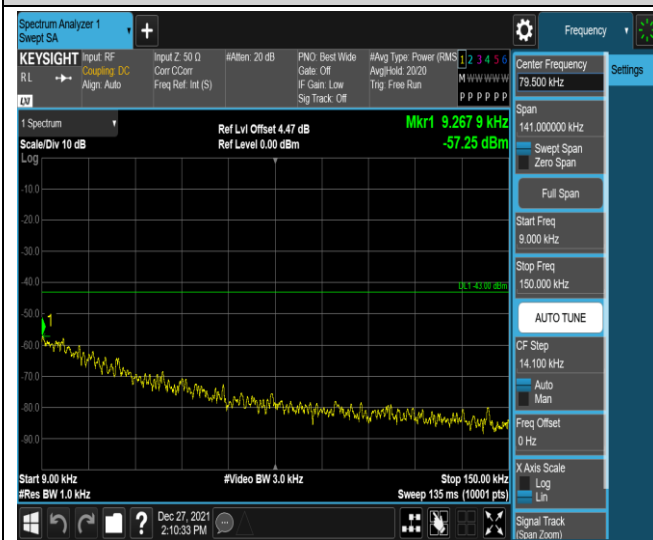 Spectrum Analyzer 1
Swept SA
+
Frequency
KEYSIGHT
RL
LXI
Input: RF
Coupling: DC
Align: Auto
Input Z: 50 Ω
Corr CCorr
Freq Ref: Int (S)
#Atten: 20 dB
PNO: Best Wide
Gate: Off
IF Gain: Low
Sig Track: Off
#Avg Type: Power (RMS
Avg|Hold: 20/20
Trig: Free Run
1 2 3 4 5 6
M W W W W W
P P P P P P
1 Spectrum
Scale/Div 10 dB
Ref Lvl Offset 4.47 dB
Ref Level 0.00 dBm
Mkr1 9.267 9 kHz
-57.25 dBm
Log
-10.0
-20.0
-30.0
-40.0
DL1 -43.00 dBm
-50.0
1
-60.0
-70.0
-80.0
-90.0
Start 9.00 kHz
#Video BW 3.0 kHz
Stop 150.00 kHz
#Res BW 1.0 kHz
Sweep 135 ms (10001 pts)
?
Dec 27, 2021
2:10:33 PM
Center Frequency
79.500 kHz
Settings
Span
141.000000 kHz
Swept Span
Zero Span
Full Span
Start Freq
9.000 kHz
Stop Freq
150.000 kHz
AUTO TUNE
CF Step
14.100 kHz
Auto
Man
Freq Offset
0 Hz
X Axis Scale
Log
Lin
Signal Track
(Span Zoom)